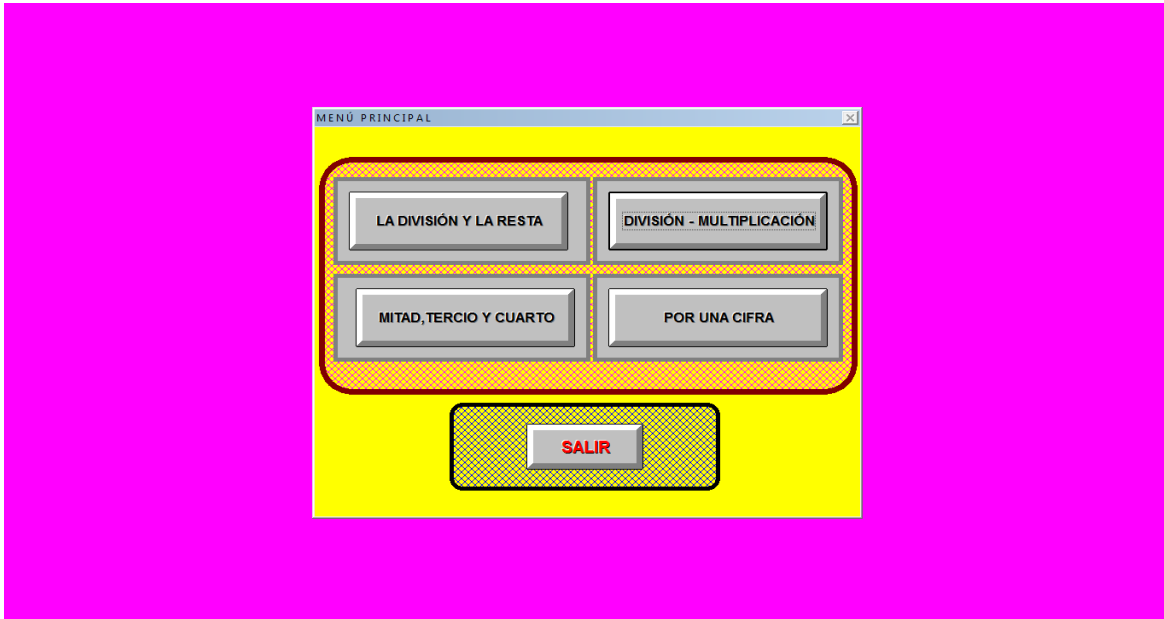 MENÚ PRINCIPAL
LA DIVISIÓN Y LA RESTA
DIVISIÓN - MULTIPLICACIÓN
MITAD,TERCIO Y CUARTO
POR UNA CIFRA
SALIR